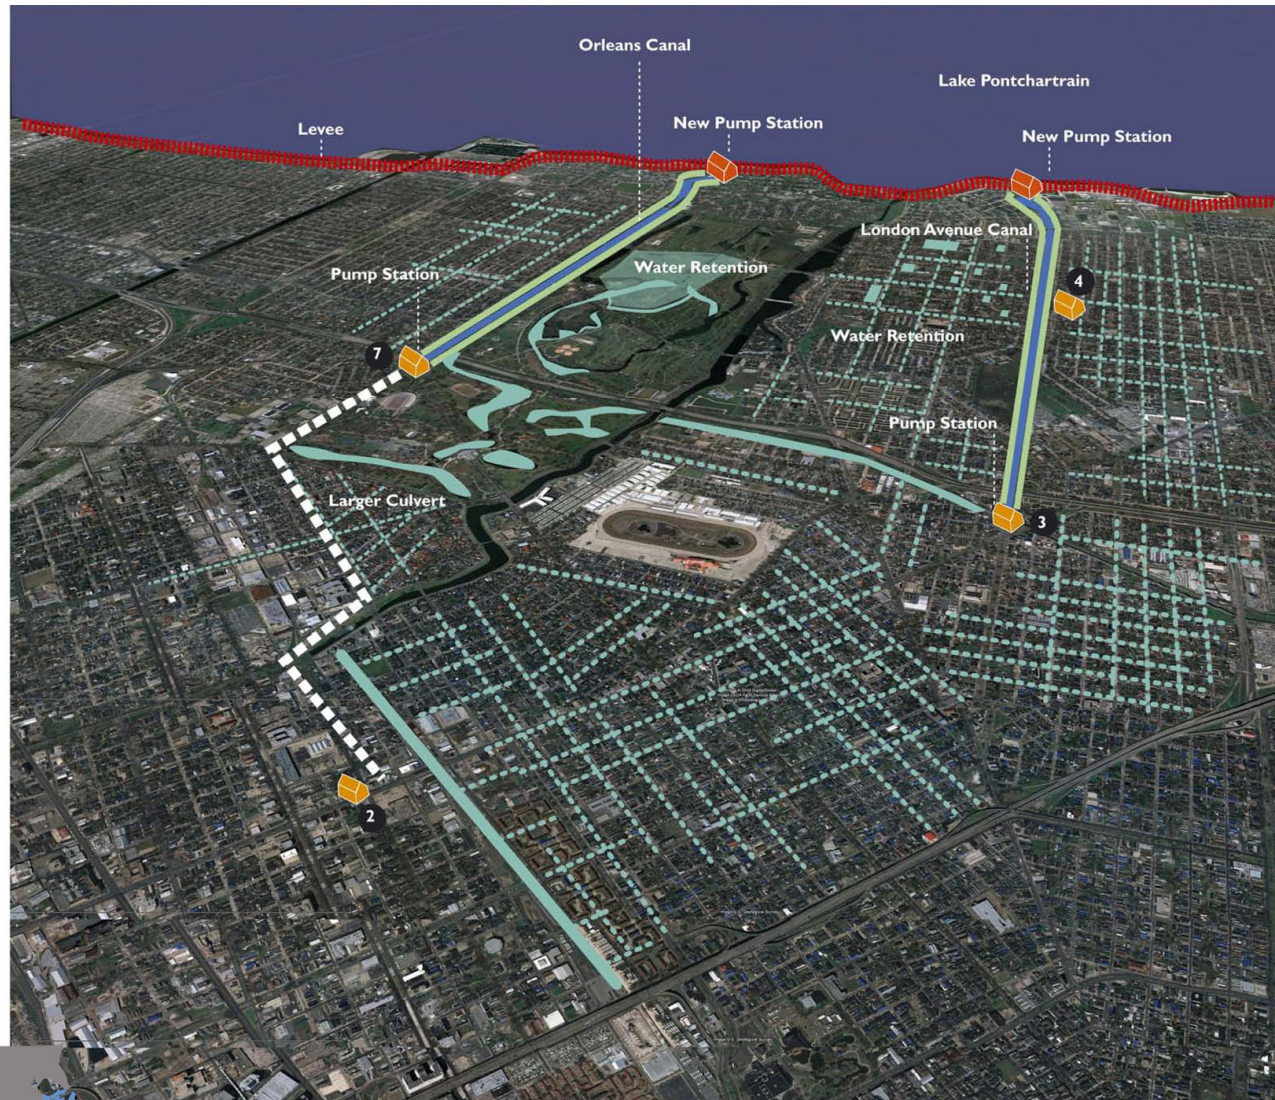 Orleans Canal
Lake Pontchartrain
New Pump Station
Levee
New Pump Station
London Avenue Canal
Water Retention
Pump Station
4
Water Retention
7
Pump Station
Larger Culvert
3
2